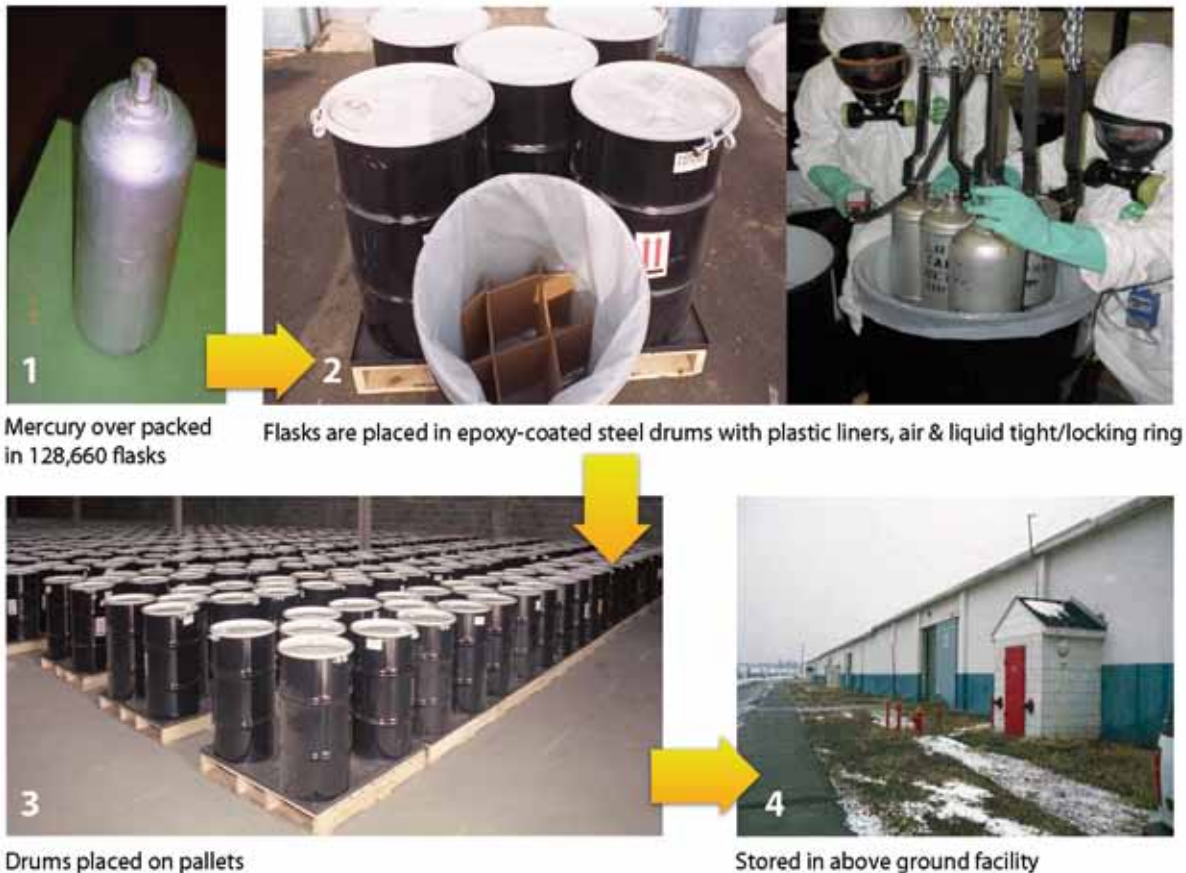 1
Mercury over packed
in 128,660 flasks
2
Flasks are placed in epoxy-coated steel drums with plastic liners, air & liquid tight/locking ring
3
Drums placed on pallets
4
Stored in above ground facility